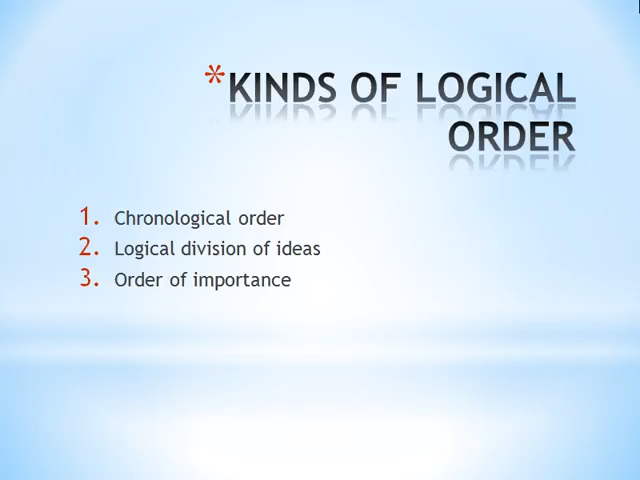 *KINDS OF LOGICAL
ORDER
1. Chronological order
2. Logical division of ideas
3. Order of importance